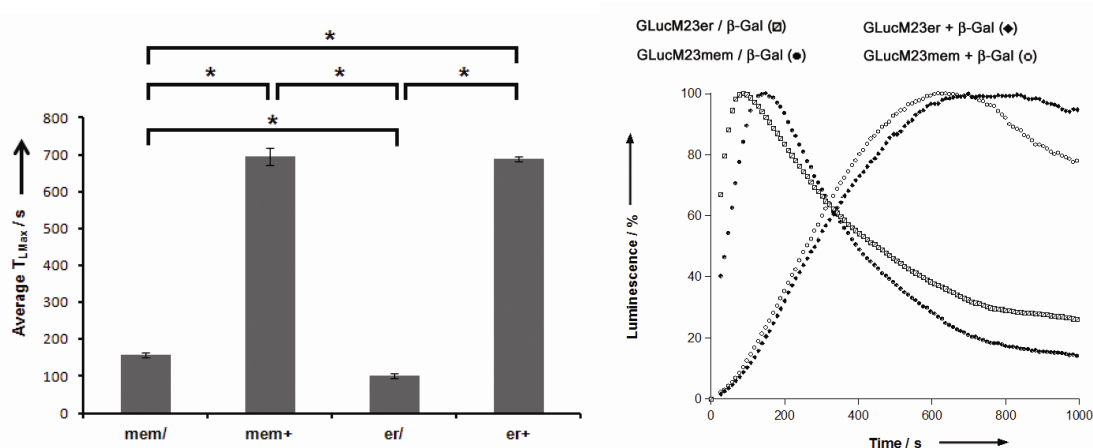 *
* * *
*
Average T_LMax / s
800
700
600
500
400
300
200
100
0
mem/ mem+ er/ er+
GLucM23er / β-Gal (⍁) GLucM23er + β-Gal (◆)
GLucM23mem / β-Gal (●) GLucM23mem + β-Gal (○)
Luminescence / %
100
80
60
40
20
0
0 200 400 600 800 1000
Time / s